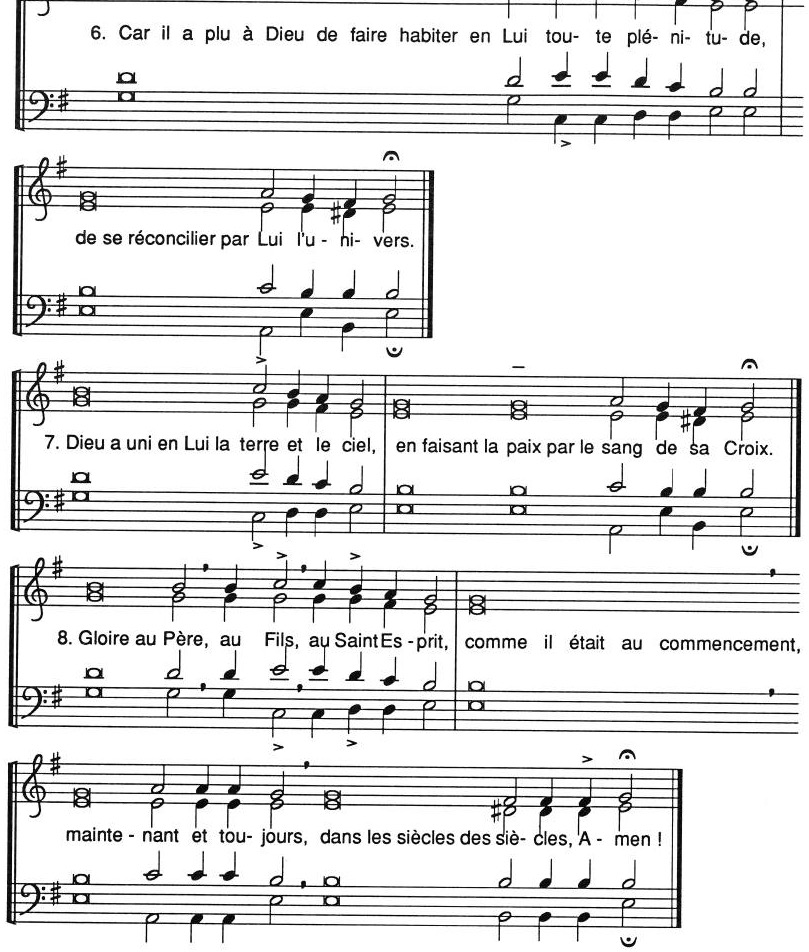 6. Car il a plu à Dieu de faire habiter en Lui tou- te plé- ni- tu- de,
de se réconcilier par Lui l'u - ni- vers.
7. Dieu a uni en Lui la terre et le ciel, en faisant la paix par le sang de sa Croix.
8. Gloire au Père, au Fils, au Saint Es - prit, comme il était au commencement,
mainte - nant et tou- jours, dans les siècles des siè- cles, A - men !